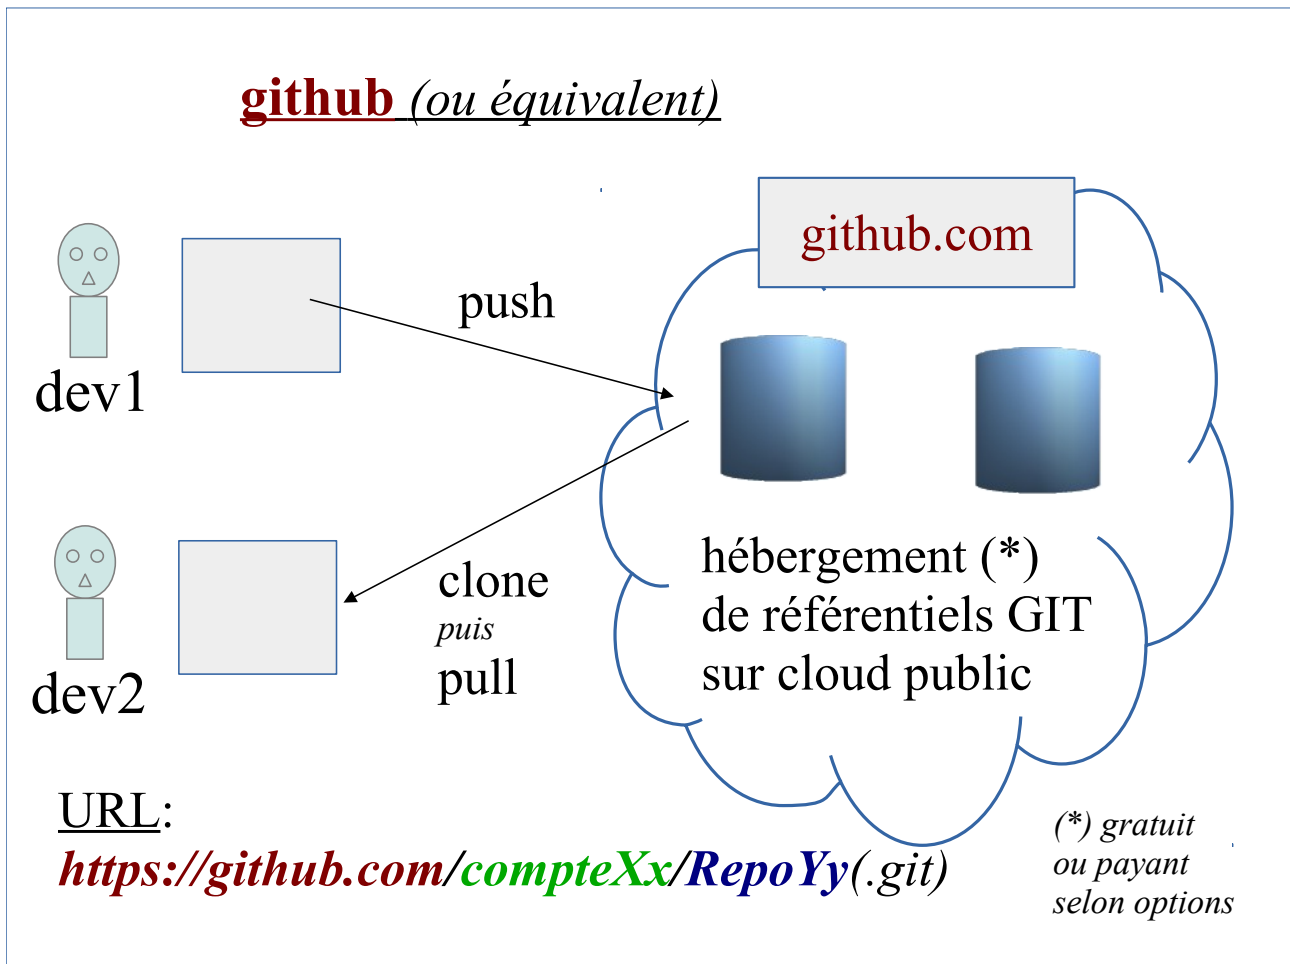 github (ou équivalent)
github.com
push
dev1
hébergement (*)
de référentiels GIT
sur cloud public
clone
puis
pull
dev2
URL:
https://github.com/compteXx/RepoYy(.git)
(*) gratuit
ou payant
selon options